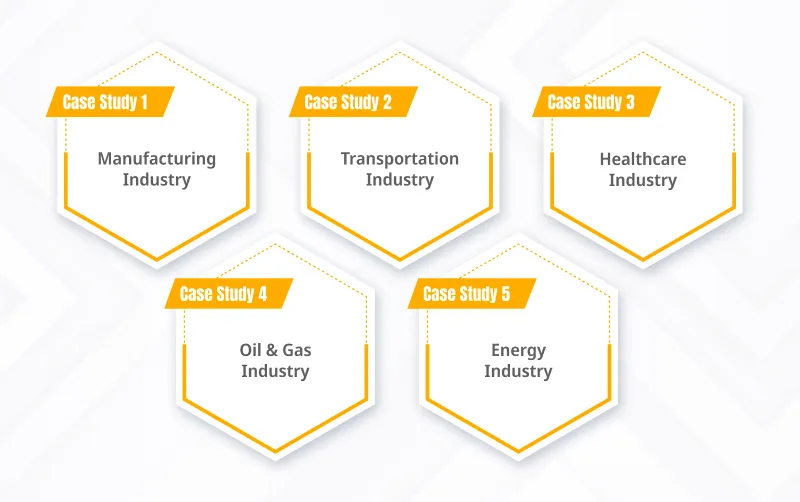 Case Study 1
Manufacturing
Industry
Case Study 2
Transportation
Industry
Case Study 3
Healthcare
Industry
Case Study 4
Oil & Gas
Industry
Case Study 5
Energy
Industry